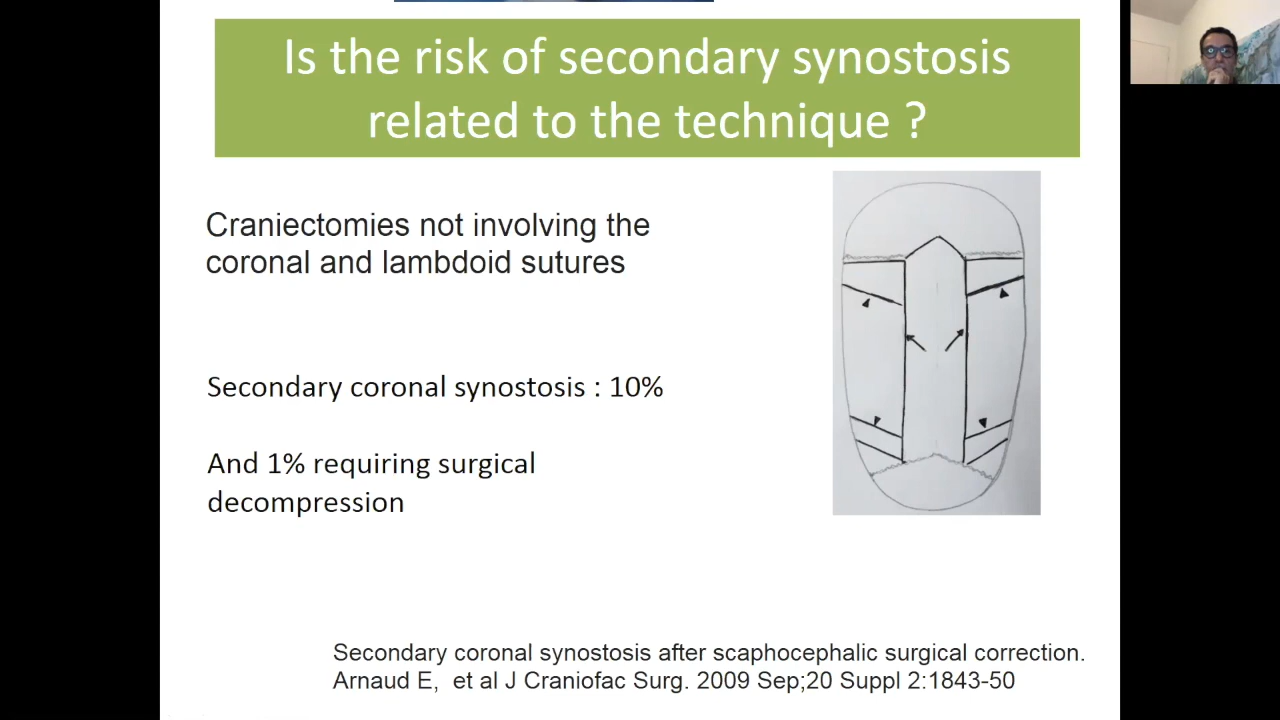 Is the risk of secondary synostosis
related to the technique ?
Craniectomies not involving the
coronal and lambdoid sutures
Secondary coronal synostosis : 10%
And 1% requiring surgical
decompression
Secondary coronal synostosis after scaphocephalic surgical correction.
Arnaud E,  et al J Craniofac Surg. 2009 Sep;20 Suppl 2:1843-50